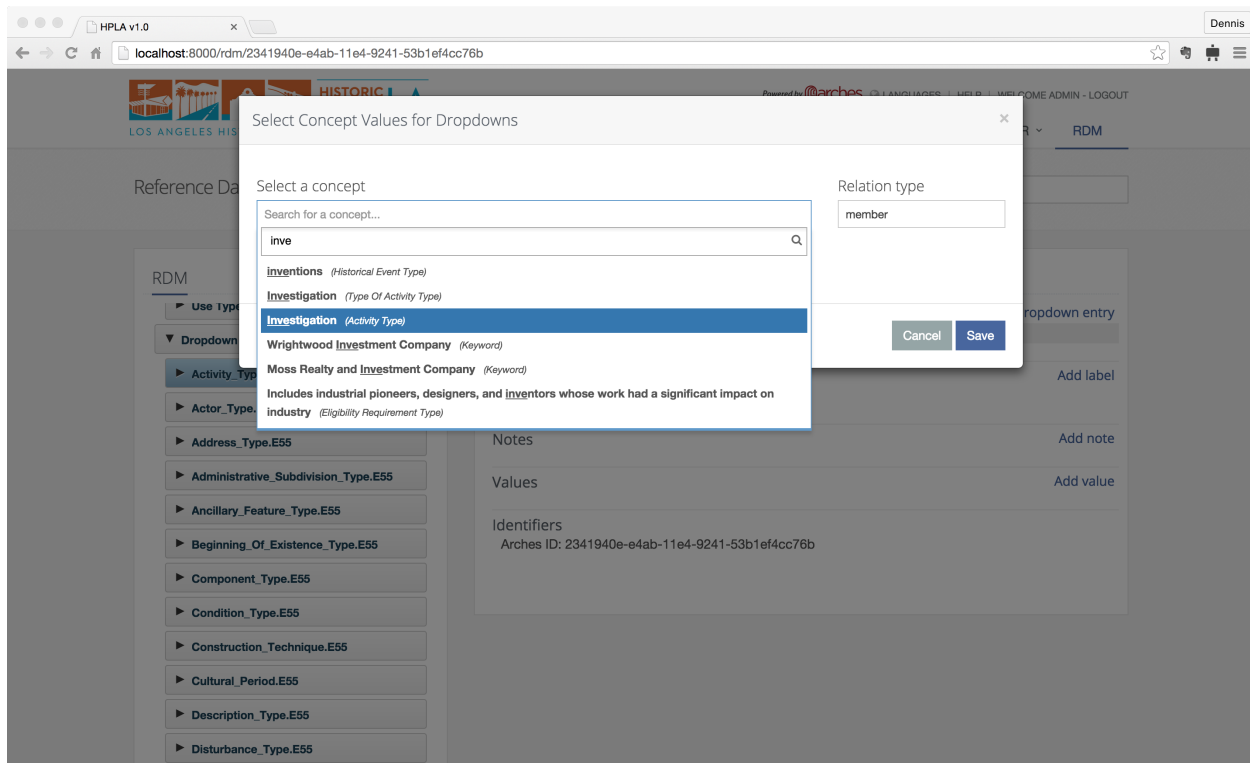 HPLA v1.0
Dennis
localhost:8000/rdm/2341940e-e4ab-11e4-9241-53b1ef4cc76b
HISTORIC
Powered by arches LANGUAGES | HELP | WELCOME ADMIN - LOGOUT
LOS ANGELES HIS
R
RDM
Select Concept Values for Dropdowns
×
Reference Da
Select a concept
Relation type
Search for a concept...
member
inve
inventions (Historical Event Type)
Investigation (Type Of Activity Type)
Investigation (Activity Type)
Wrightwood Investment Company (Keyword)
Moss Realty and Investment Company (Keyword)
Includes industrial pioneers, designers, and inventors whose work had a significant impact on
industry (Eligibility Requirement Type)
Cancel
Save
RDM
Use Type
Dropdown
Activity_Typ
Actor_Type.
Address_Type.E55
Administrative_Subdivision_Type.E55
Ancillary_Feature_Type.E55
Beginning_Of_Existence_Type.E55
Component_Type.E55
Condition_Type.E55
Construction_Technique.E55
Cultural_Period.E55
Description_Type.E55
Disturbance_Type.E55
ropdown entry
Add label
Notes
Add note
Values
Add value
Identifiers
Arches ID: 2341940e-e4ab-11e4-9241-53b1ef4cc76b